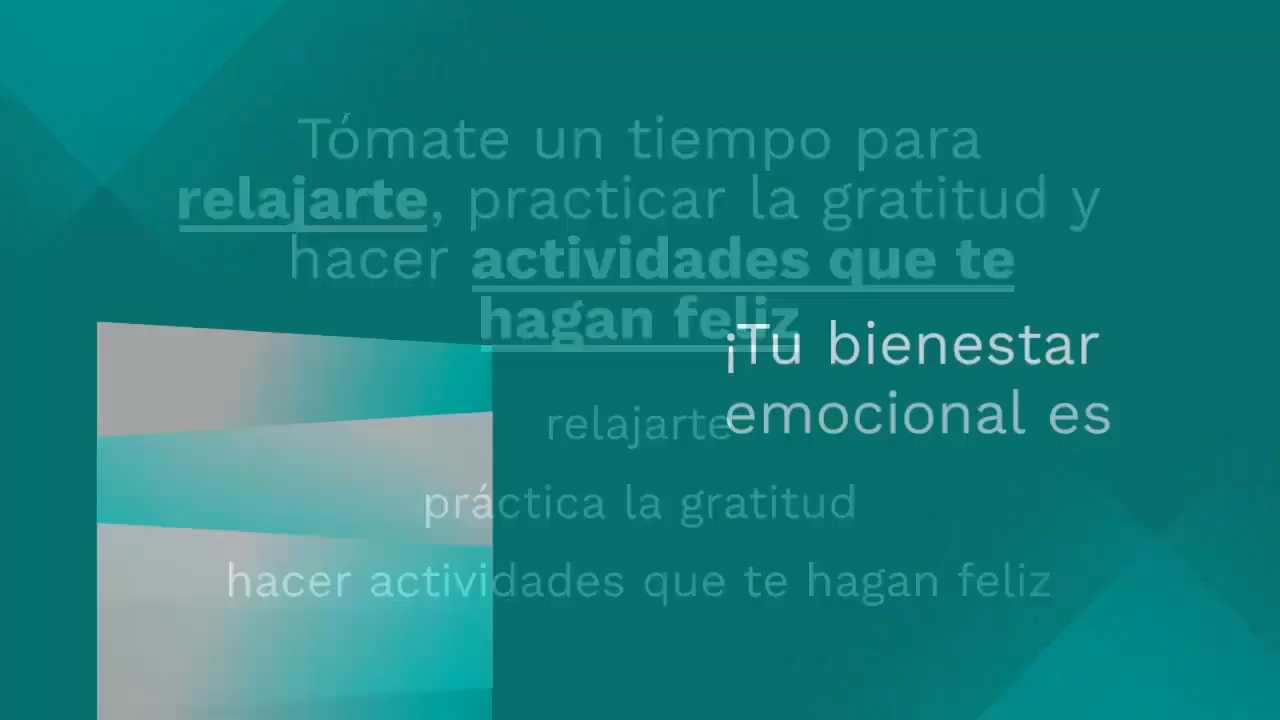 Tómate un tiempo para
relajarte, practicar la gratitud y
hacer actividades que te
hagan feliz
¡Tu bienestar
emocional es
relajarte
práctica la gratitud
hacer actividades que te hagan feliz